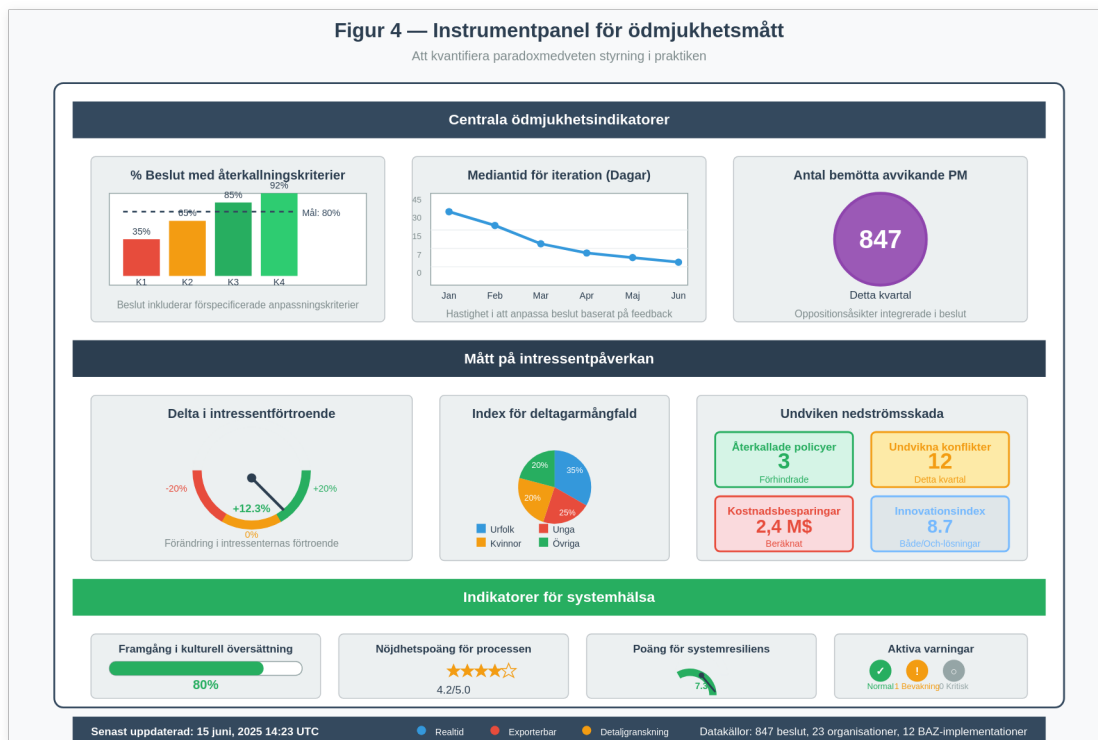 Figur 4 — Instrumentpanel för ödmjukhetsmått
Att kvantifiera paradoxmedveten styrning i praktiken
Centrala ödmjukhetsindikatorer
% Beslut med återkallningskriterier
92%
85%
65%
35%
Mål: 80%
K1 K2 K3 K4
Beslut inkluderar förspecificerade anpassningskriterier
Mediantid för iteration (Dagar)
45
30
15
7
0
Jan Feb Mar Apr Maj Jun
Hastighet i att anpassa beslut baserat på feedback
Antal bemötta avvikande PM
847
Detta kvartal
Oppositionsåsikter integrerade i beslut
Mått på intressentpåverkan
Delta i intressentförtroende
-20%
+20%
+12.3%
0%
Förändring i intressenternas förtroende
Index för deltagarmångfald
20%
35%
20%
25%
Urfolk Unga
Kvinnor Övriga
Undviken nedströmsskada
Återkallade policyer
3
Förhindrade
Undvikna konflikter
12
Detta kvartal
Kostnadsbesparingar
2,4 M$
Beräknat
Innovationsindex
8.7
Både/Och-lösningar
Indikatorer för systemhälsa
Framgång i kulturell översättning
80%
Nöjdhetspoäng för processen
4.2/5.0
Poäng för systemresiliens
7.3
Aktiva varningar
Normal 1 Bevakning 0 Kritisk
Senast uppdaterad: 15 juni, 2025 14:23 UTC
Realtid Exporterbar Detaljgranskning
Datakällor: 847 beslut, 23 organisationer, 12 BAZ-implementationer